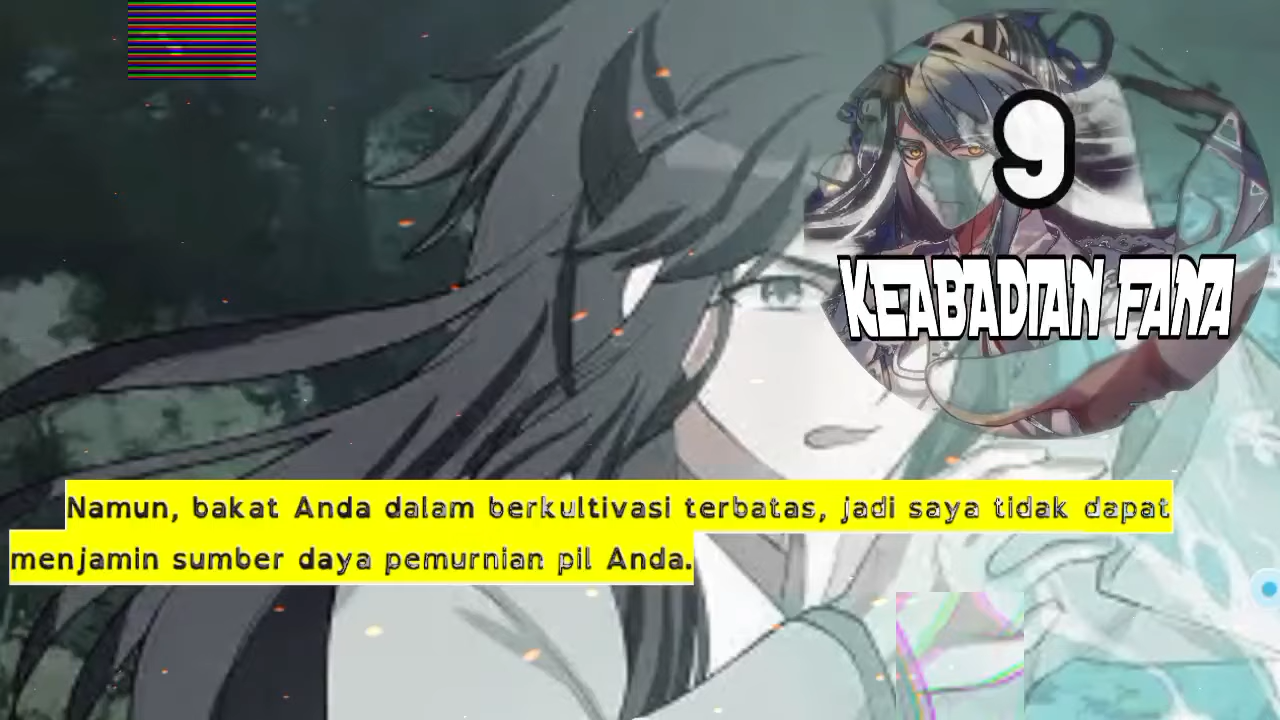 9
KEABADIAN FANA
Namun, bakat Anda dalam berkultivasi terbatas, jadi saya tidak dapat
menjamin sumber daya pemurnian pil Anda.